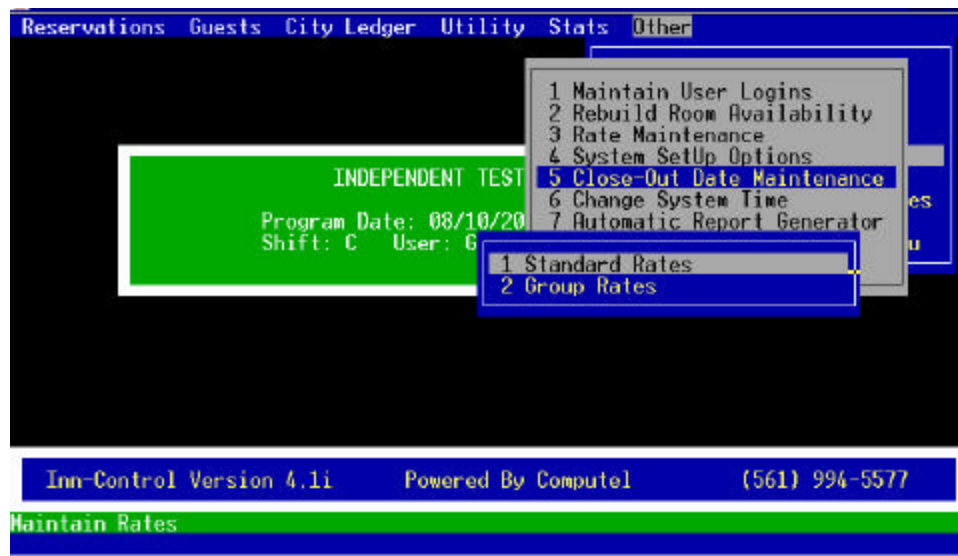 Reservations Guests City Ledger Utility Stats Other
1 Maintain User Logins
2 Rebuild Room Availability
3 Rate Maintenance
4 System SetUp Options
5 Close-Out Date Maintenance
6 Change System Time
7 Automatic Report Generator
INDEPENDENT TEST
Program Date: 08/10/20
Shift: C User: G
1 Standard Rates
2 Group Rates
es
u
Inn-Control Version 4.1i Powered By Computel (561) 994-5577
Maintain Rates